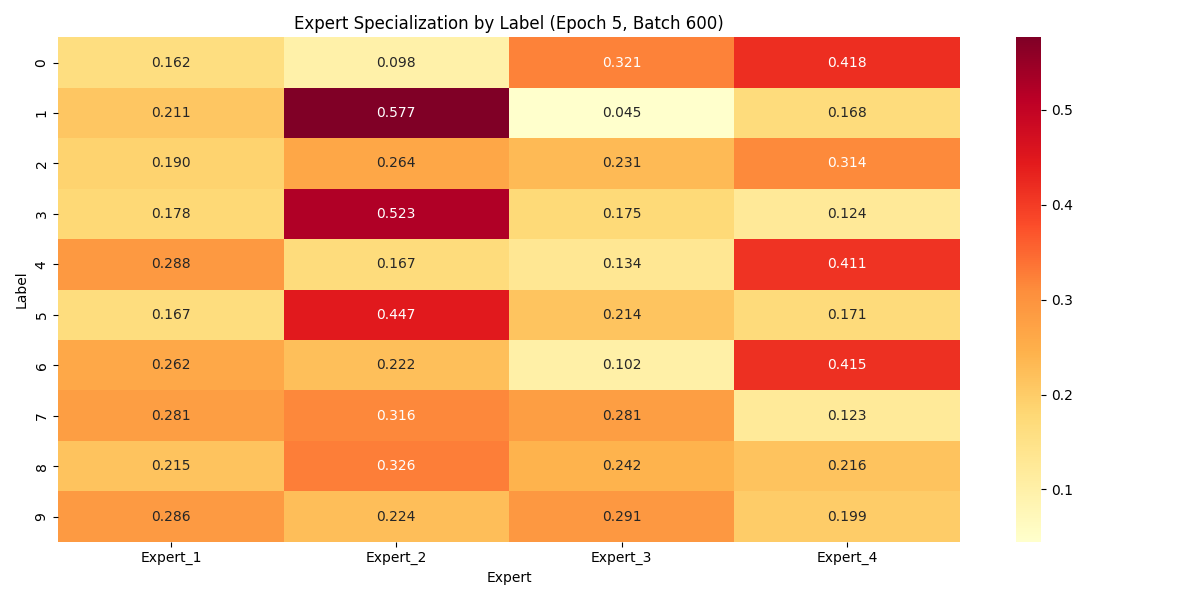 Expert Specialization by Label (Epoch 5, Batch 600)
Label
0 0.162 0.098 0.321 0.418
1 0.211 0.577 0.045 0.168
2 0.190 0.264 0.231 0.314
3 0.178 0.523 0.175 0.124
4 0.288 0.167 0.134 0.411
5 0.167 0.447 0.214 0.171
6 0.262 0.222 0.102 0.415
7 0.281 0.316 0.281 0.123
8 0.215 0.326 0.242 0.216
9 0.286 0.224 0.291 0.199
Expert_1 Expert_2 Expert_3 Expert_4
Expert
0.5
0.4
0.3
0.2
0.1